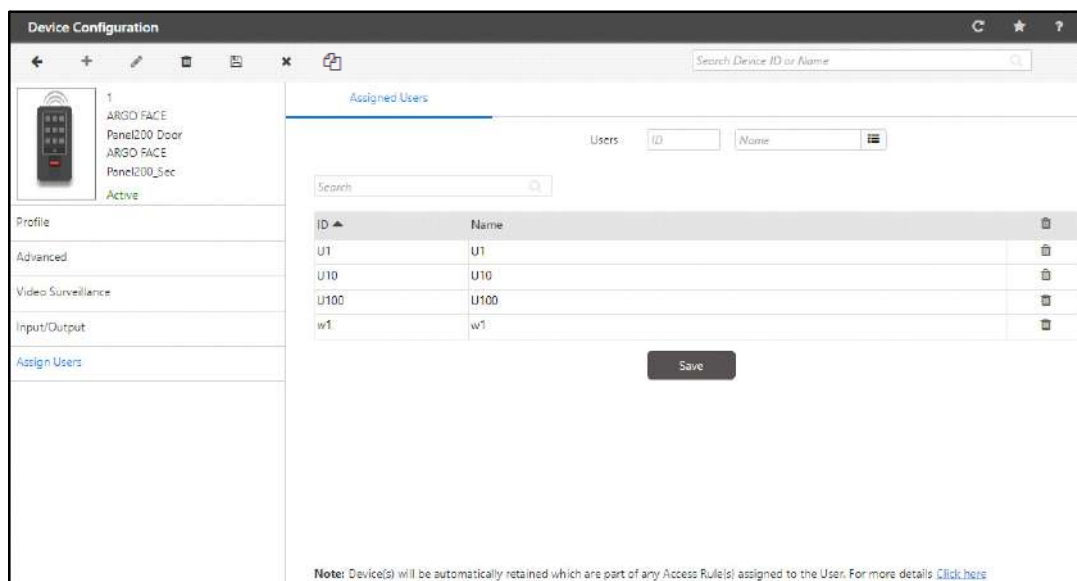 Device Configuration
?
Search Device ID or Name
1
ARGO FACE
Panel200 Door
ARGO FACE
Panel200_Sec
Active
Profile
Advanced
Video Surveillance
Input/Output
Assign Users
Assigned Users
Users ID Name
Search
ID Name
U1 U1
U10 U10
U100 U100
w1 w1
Save
Note: Device(s) will be automatically retained which are part of any Access Rule(s) assigned to the User. For more details Click here